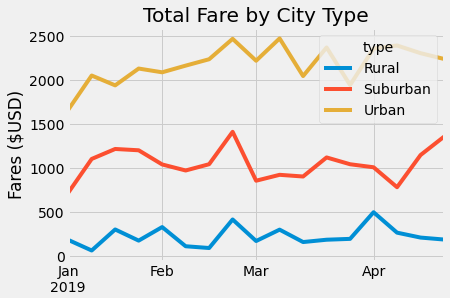 Total Fare by City Type
Fares ($USD)
2500
2000
1500
1000
500
0
type
Rural
Suburban
Urban
Jan
2019
Feb
Mar
Apr